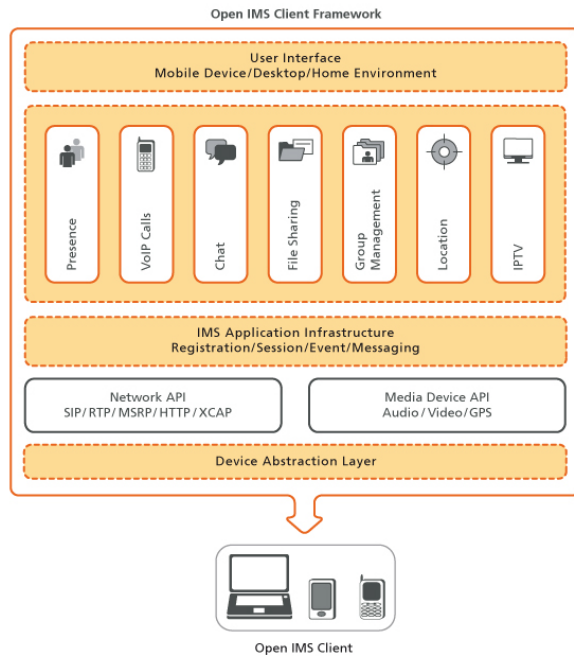 Open IMS Client Framework
User Interface
Mobile Device/Desktop/Home Environment
Presence
VoIP Calls
Chat
File Sharing
Group
Management
Location
IPTV
IMS Application Infrastructure
Registration/Session/Event/Messaging
Network API
SIP/RTP/MSRP/HTTP/XCAP
Media Device API
Audio/Video/GPS
Device Abstraction Layer
Open IMS Client